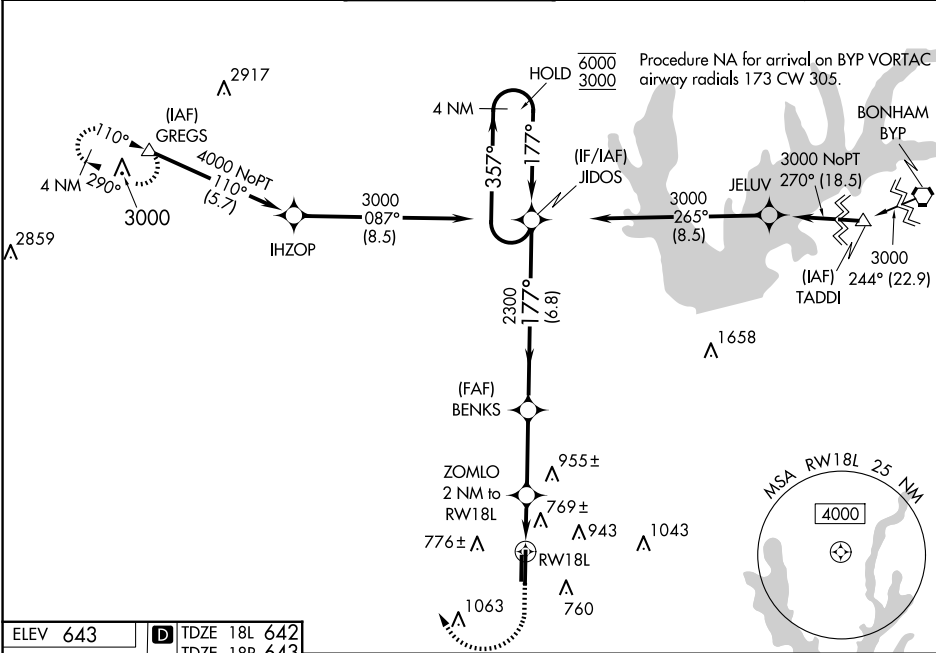 2917
HOLD
6000
3000
Procedure NA for arrival on BYP VORTAC
airway radials 173 CW 305.
4 NM
(IAF)
GREGS
110°
4 NM
290°
3000
4000 NoPT
110°
(5.7)
IHZOP
3000
087°
(8.5)
357°
177°
(IF/IAF)
JIDOS
3000
265°
(8.5)
JELUV
3000 NoPT
270° (18.5)
BONHAM
BYP
3000
244° (22.9)
(IAF)
TADDI
2859
2300
177°
(6.8)
1658
(FAF)
BENKS
ZOMLO
2 NM to
RW18L
955±
769±
943
1043
776±
RW18L
760
1063
MSA RW18L 25 NM
4000
ELEV 643
D TDZE 18L 642
TDZE 18R 643